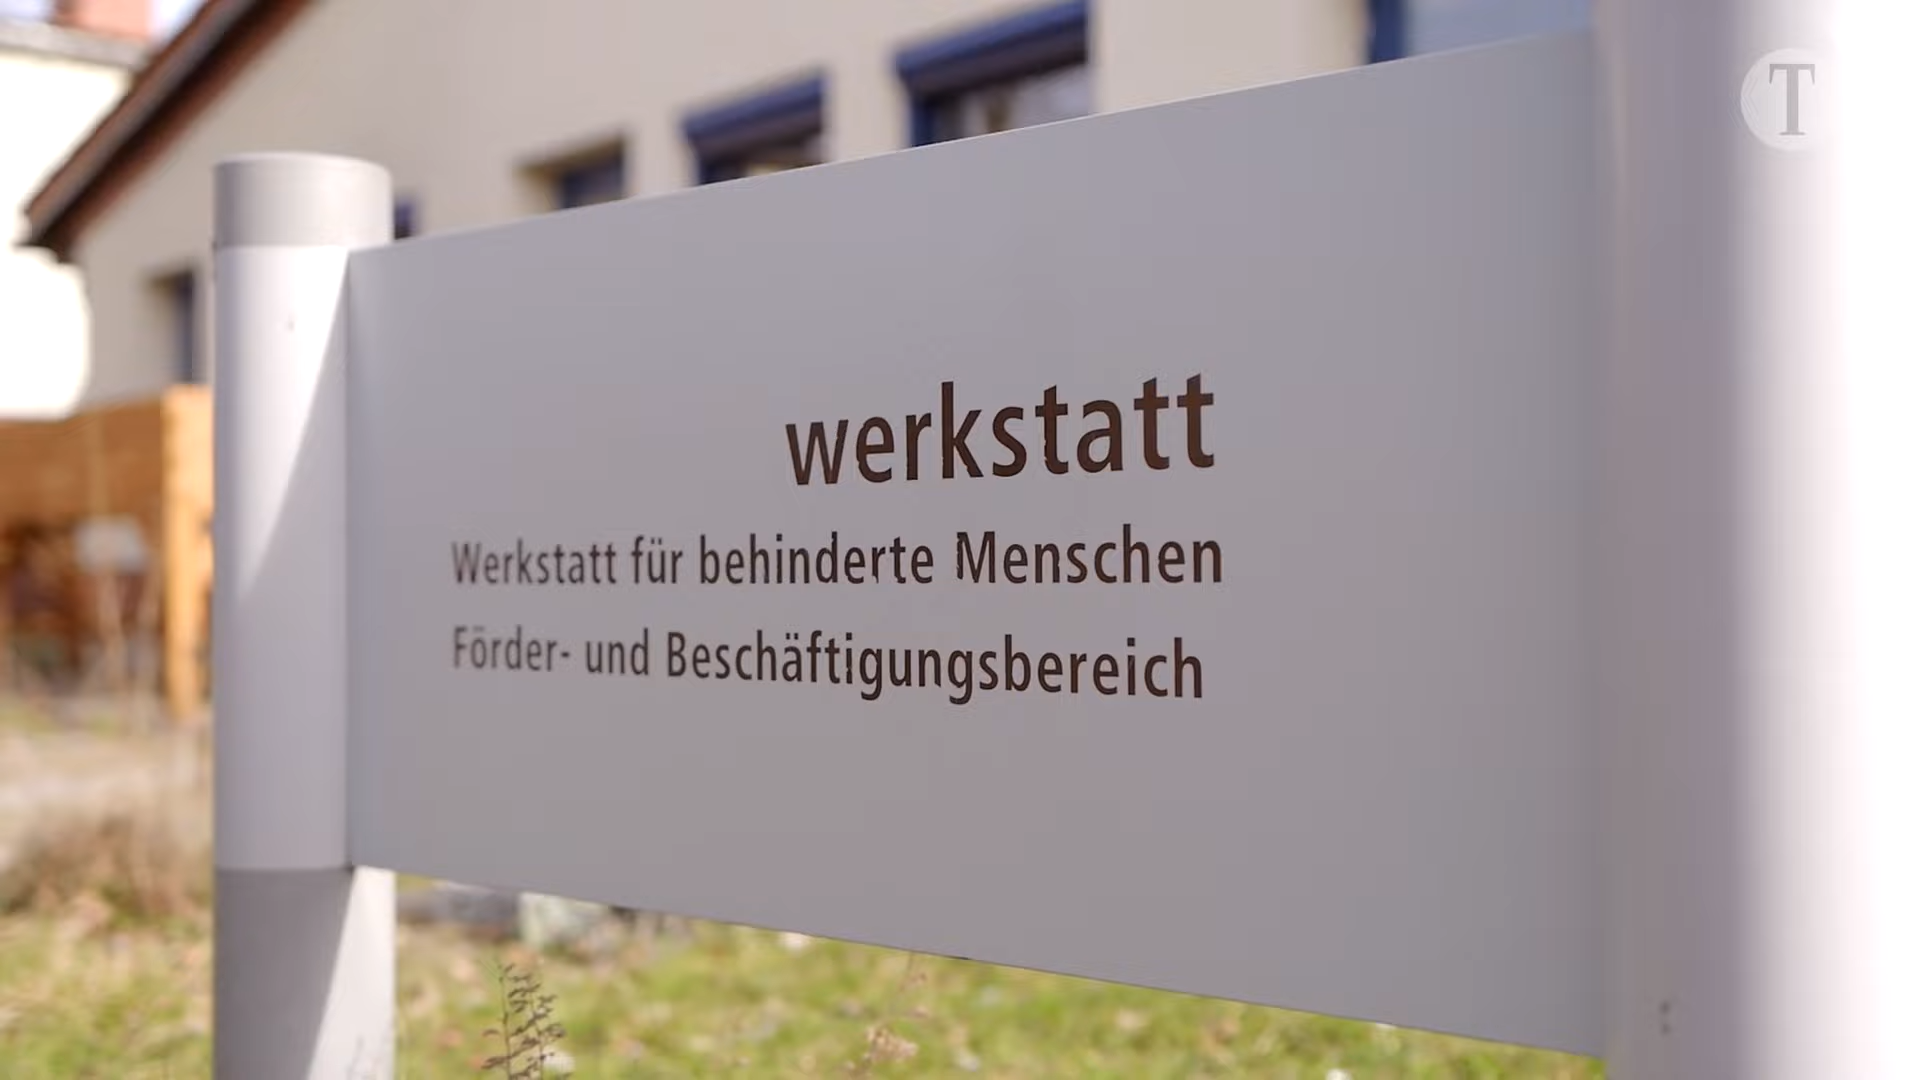 T
werkstatt
Werkstatt für behinderte Menschen
Förder- und Beschäftigungsbereich